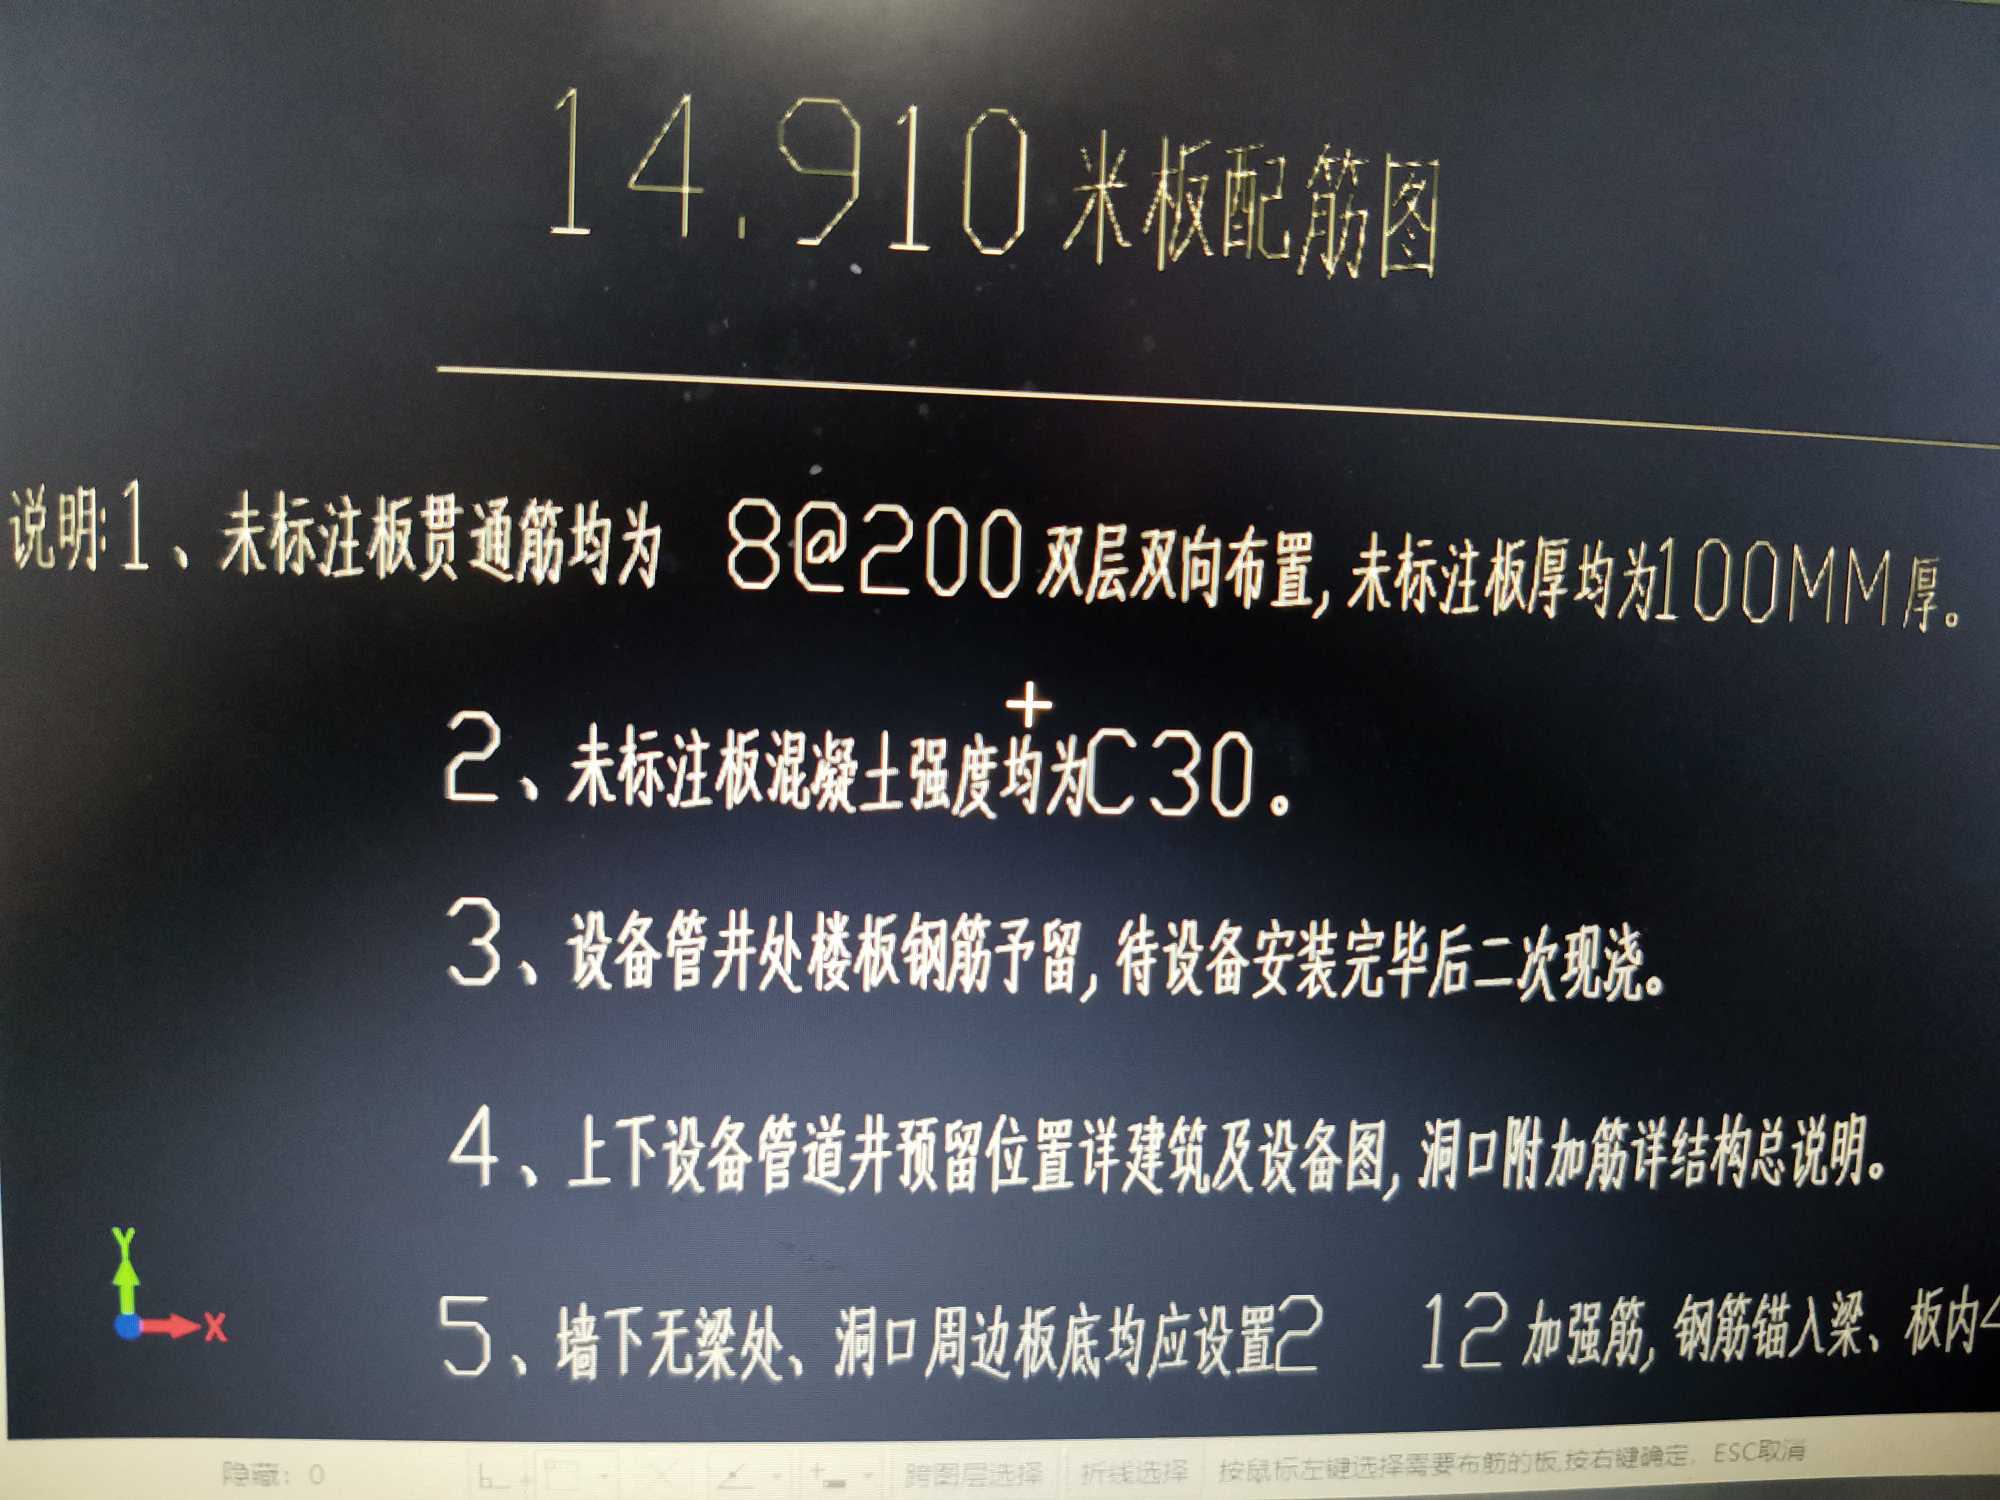 14.910米板配筋图
说明:1、未标注板贯通筋均为 8@200双层双向布置,未标注板厚均为100MM厚。
2、未标注板混凝土强度均为C30。
3、设备管井处楼板钢筋予留,待设备安装完毕后二次现浇。
4、上下设备管道井预留位置详建筑及设备图,洞口附加筋详结构总说明。
5、墙下无梁处、洞口周边板底均应设置2 12加强筋,钢筋锚入梁、板内4
Y
X
隐藏: 0
跨图层选择 折线选择 按鼠标左键选择需要布筋的板,按右键确定, ESC取消